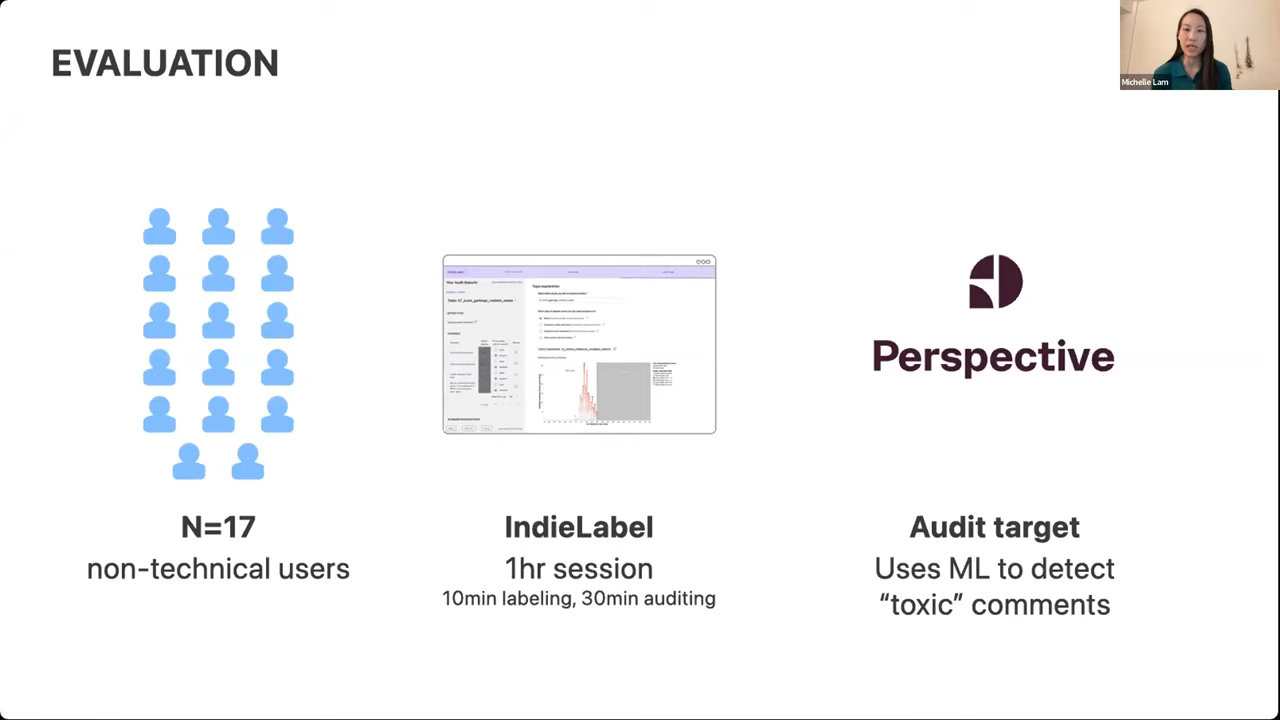 EVALUATION
Michelle Lam
Perspective
N=17
non-technical users
IndieLabel
1hr session
10min labeling, 30min auditing
Audit target
Uses ML to detect
“toxic” comments